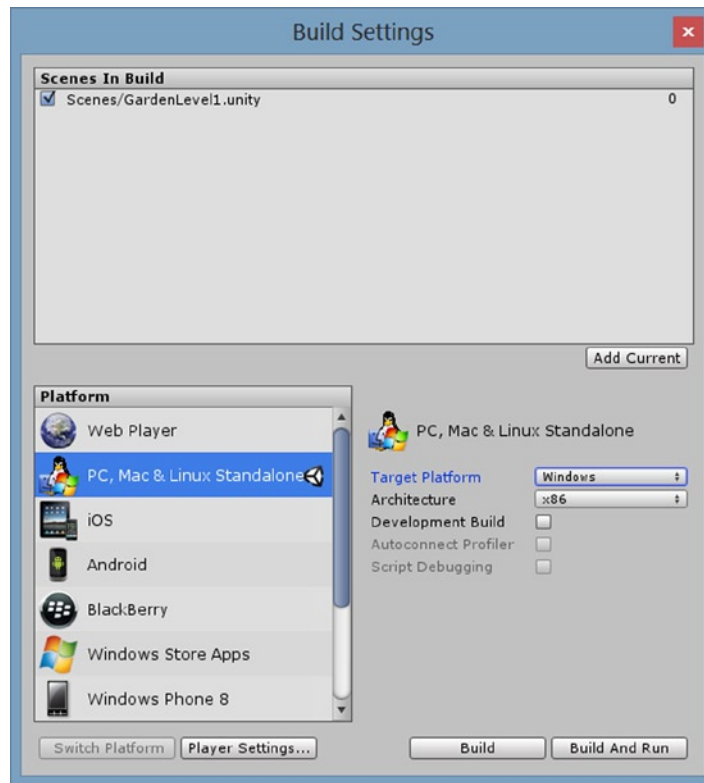 Build Settings
x
Scenes In Build
Scenes/GardenLevel1.unity 0
Add Current
Platform
Web Player
PC, Mac & Linux Standalone
iOS
Android
BlackBerry
Windows Store Apps
Windows Phone 8
PC, Mac & Linux Standalone
Target Platform Windows
Architecture x86
Development Build
Autoconnect Profiler
Script Debugging
Switch Platform Player Settings... Build Build And Run